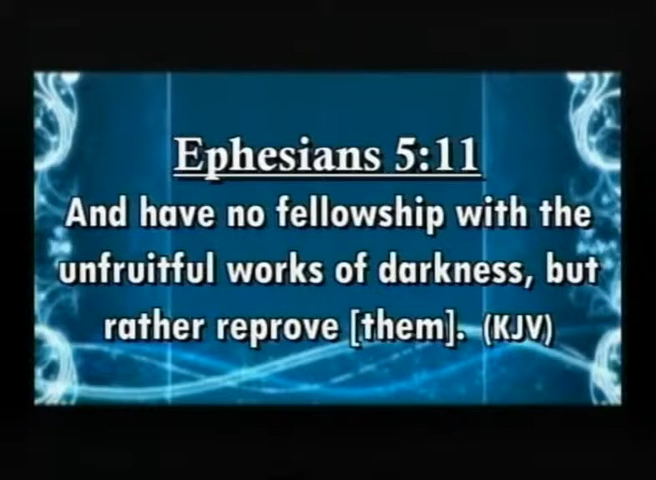 Ephesians 5:11
And have no fellowship with the
unfruitful works of darkness, but
rather reprove [them]. (KJV)